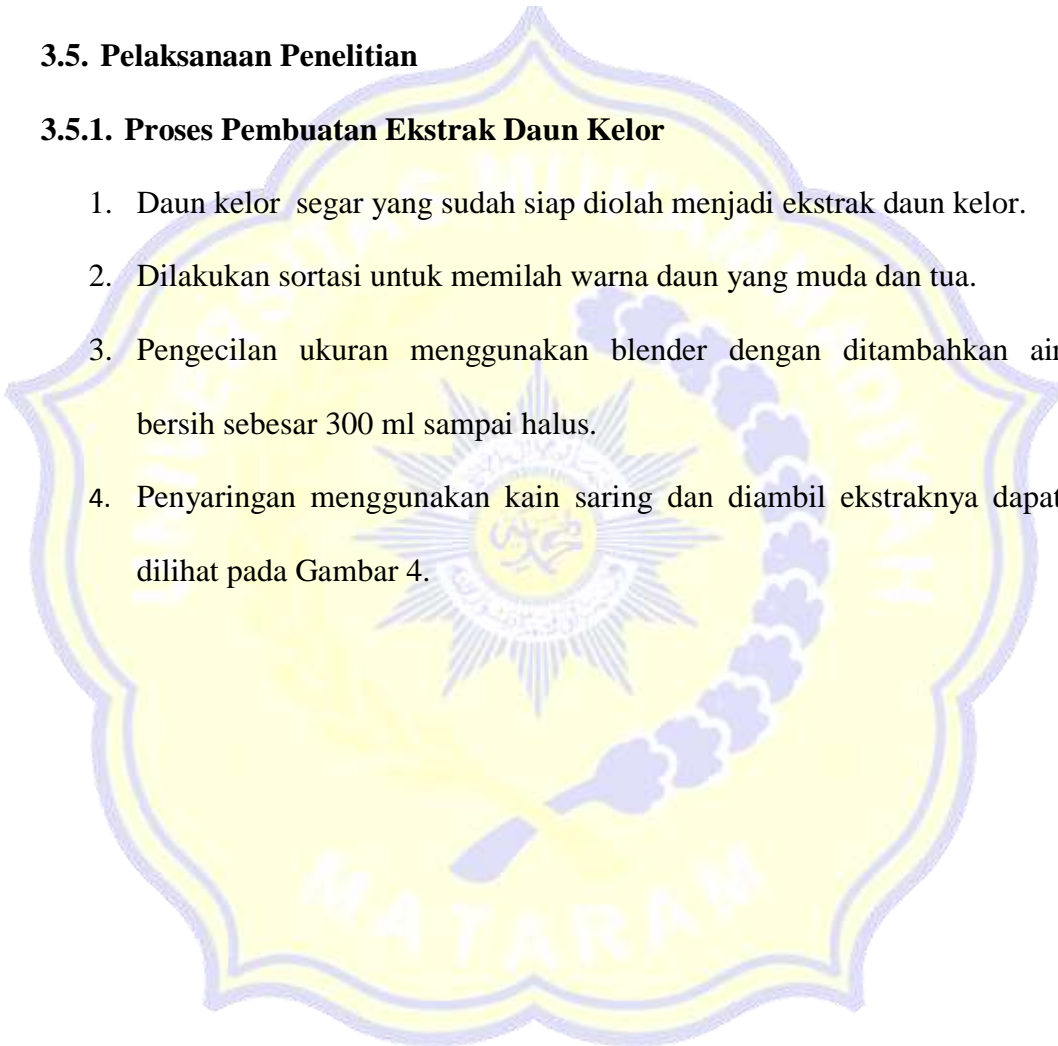 3.5. Pelaksanaan Penelitian
3.5.1. Proses Pembuatan Ekstrak Daun Kelor
1. Daun kelor segar yang sudah siap diolah menjadi ekstrak daun kelor.
2. Dilakukan sortasi untuk memilah warna daun yang muda dan tua.
3. Pengecilan ukuran menggunakan blender dengan ditambahkan air
bersih sebesar 300 ml sampai halus.
4. Penyaringan menggunakan kain saring dan diambil ekstraknya dapat
dilihat pada Gambar 4.
UNIVERSITAS MUHAMMADIYAH
MATARAM